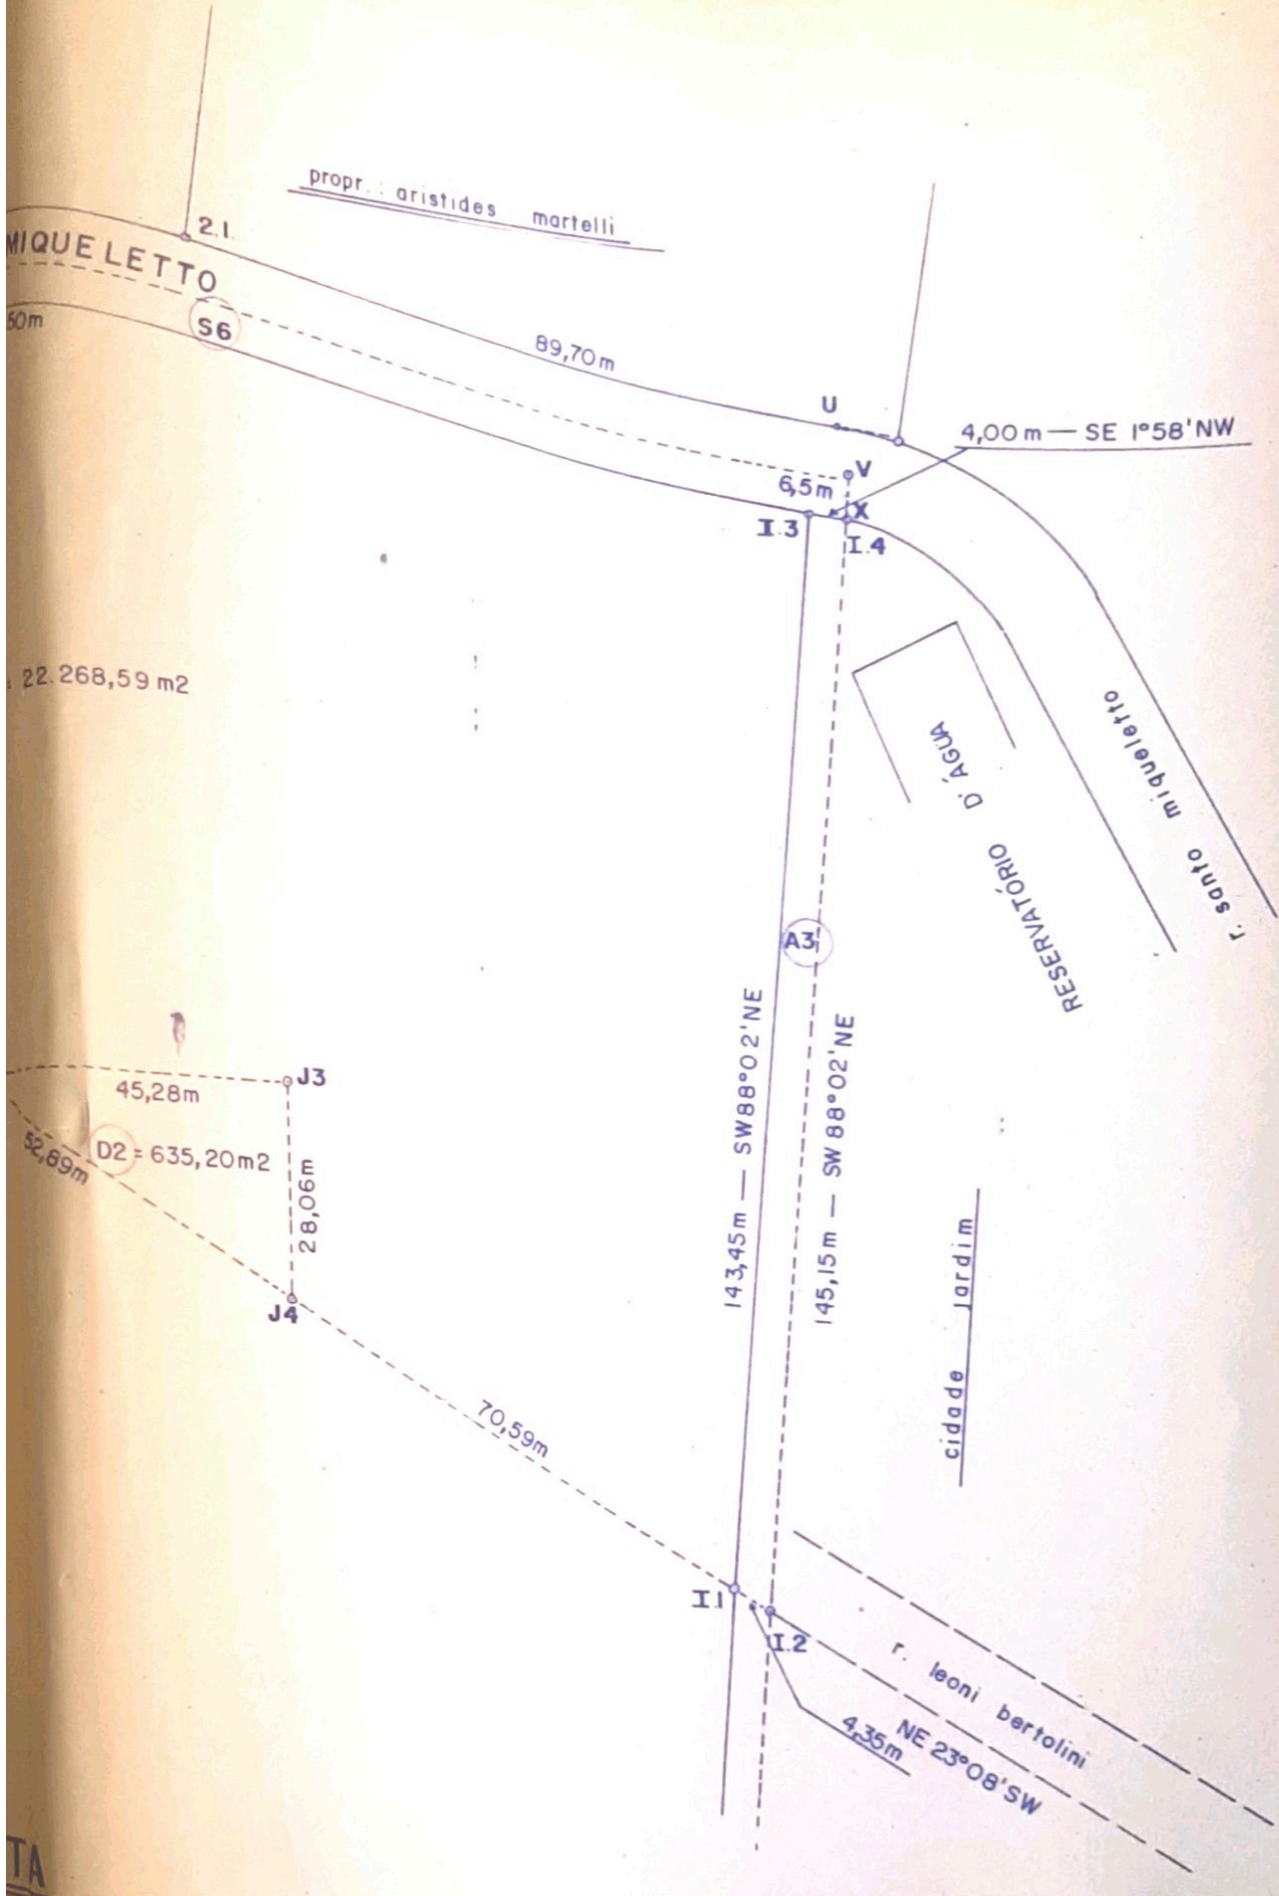 propr.: aristides martelli
2.1.
MIQUELETTO
S6
50m
89,70m
U
4,00m — SE 1°58'NW
V
6,5m
X
I.3
I.4
22.268,59 m2
r. santo miqueletto
RESERVATÓRIO D'ÁGUA
A3
143,45m — SW88°02'NE
145,15m — SW 88°02'NE
J3
45,28m
52,89m
D2 = 635,20m2
28,06m
J4
cidade jardim
70,59m
I.1
I.2
r. leoni bertolini
4,35m
NE 23°08'SW
TA